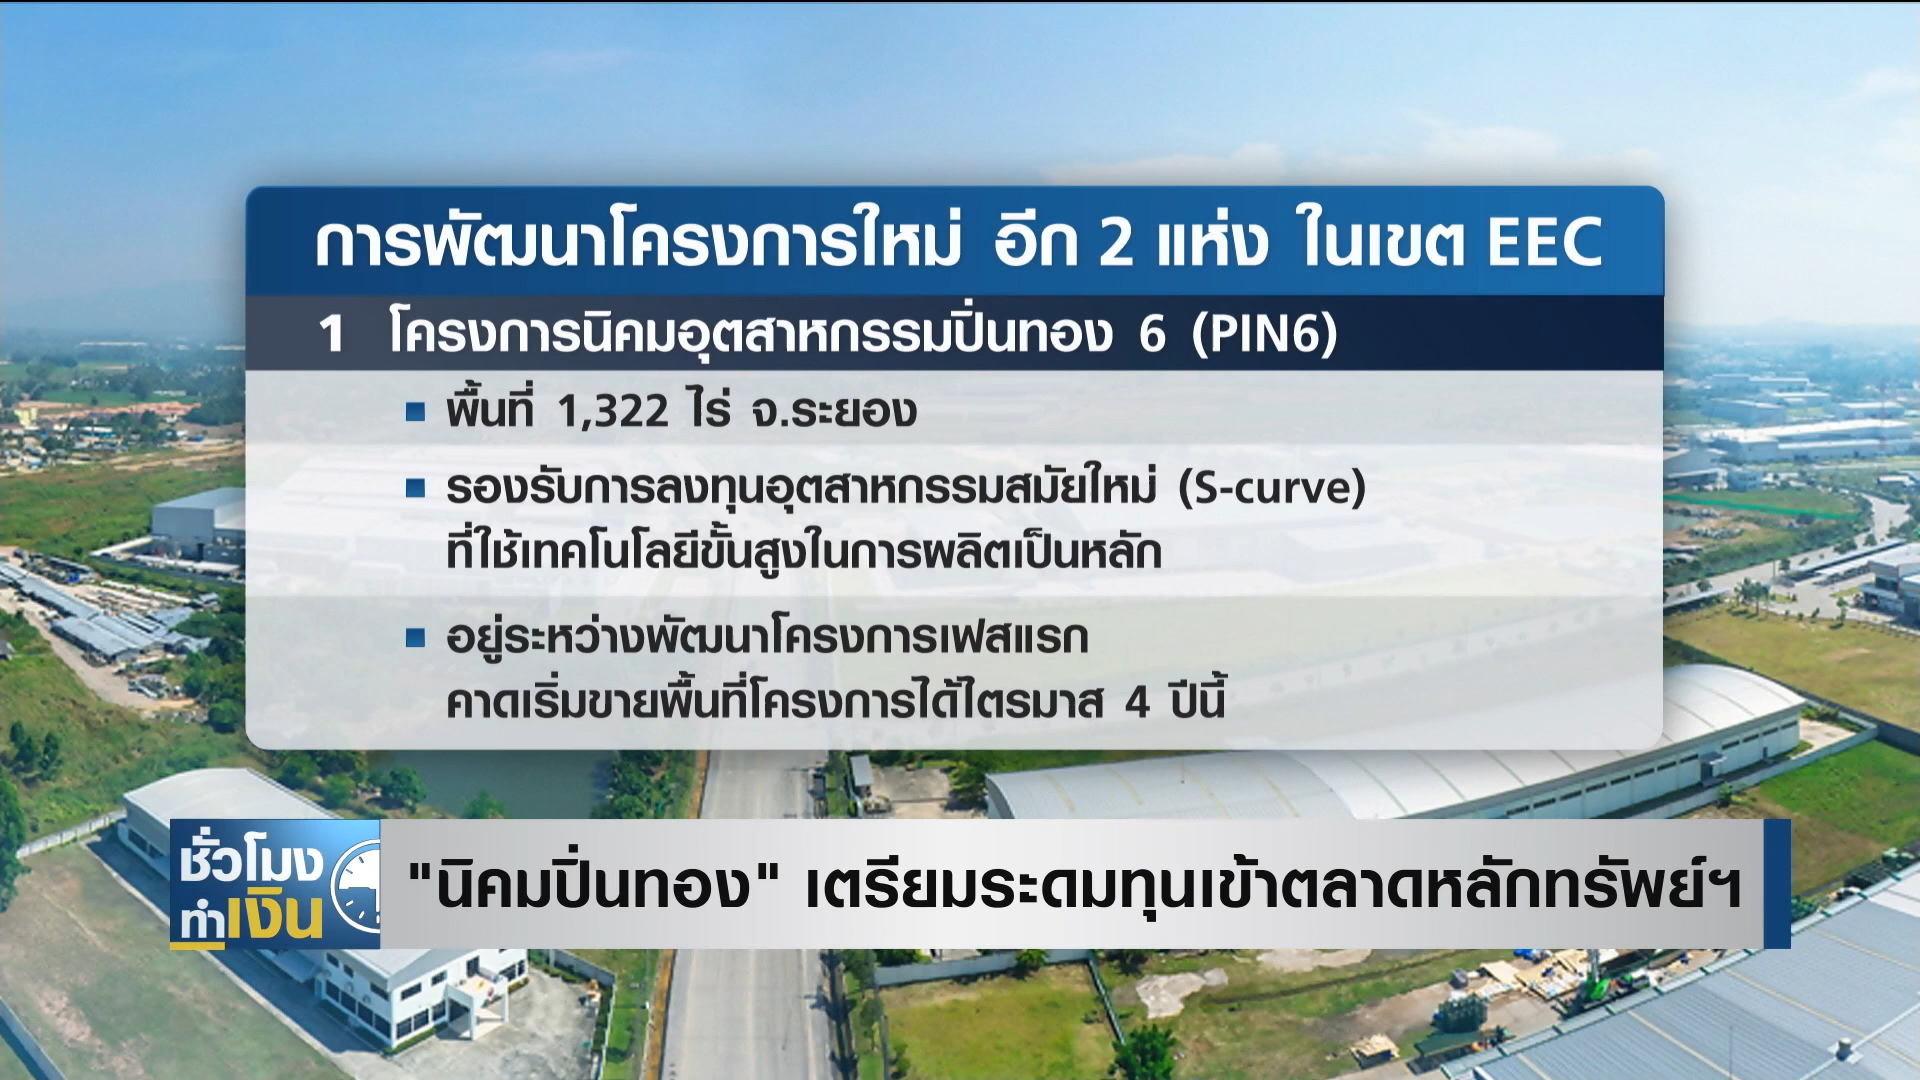 การพัฒนาโครงการใหม่ อีก 2 แห่ง ในเขต EEC
1 โครงการนิคมอุตสาหกรรมปิ่นทอง 6 (PIN6)
พื้นที่ 1,322 ไร่ จ.ระยอง
รองรับการลงทุนอุตสาหกรรมสมัยใหม่ (S-curve)
ที่ใช้เทคโนโลยีขั้นสูงในการผลิตเป็นหลัก
อยู่ระหว่างพัฒนาโครงการเฟสแรก
คาดเริ่มขายพื้นที่โครงการได้ไตรมาส 4 ปีนี้
ชั่วโมง
ทำเงิน
"นิคมปิ่นทอง" เตรียมระดมทุนเข้าตลาดหลักทรัพย์ฯ